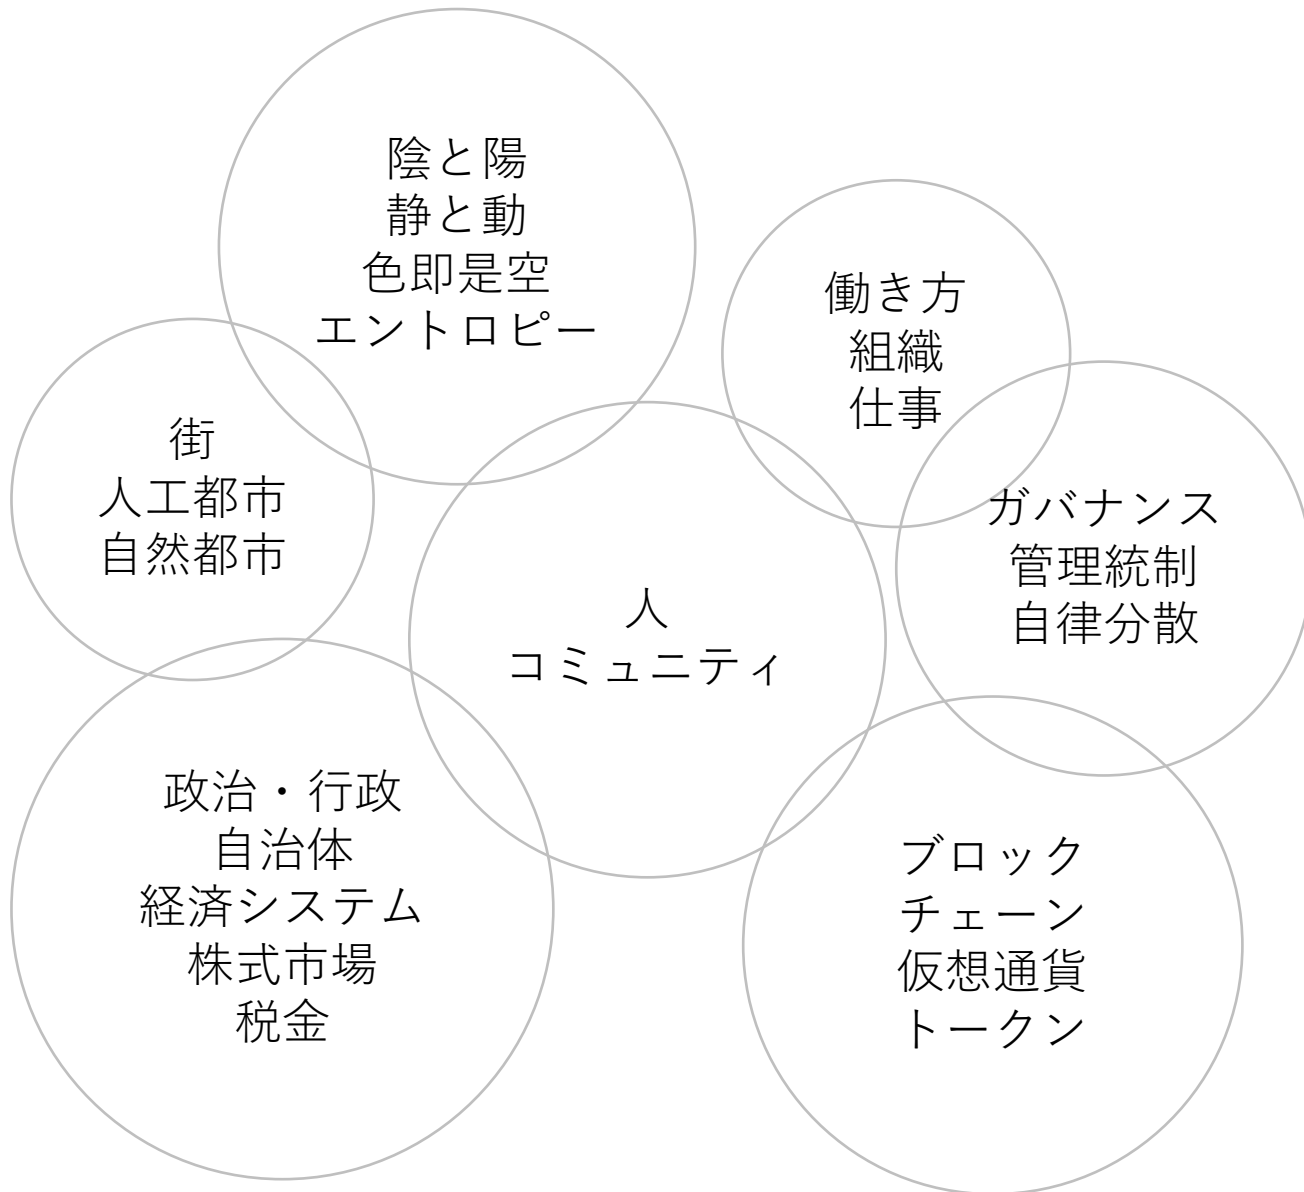 陰と陽
静と動
色即是空
エントロピー
働き方
組織
仕事
街
人工都市
自然都市
ガバナンス
管理統制
自律分散
人
コミュニティ
政治・行政
自治体
経済システム
株式市場
税金
ブロック
チェーン
仮想通貨
トークン